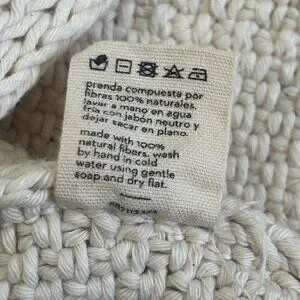 prenda compuesta por
fibras 100% naturales.
lavar a mano en agua
fría con jabón neutro y
dejar secar en plano.
made with 100%
natural fibers, wash
by hand in cold
water using gentle
soap and dry flat.